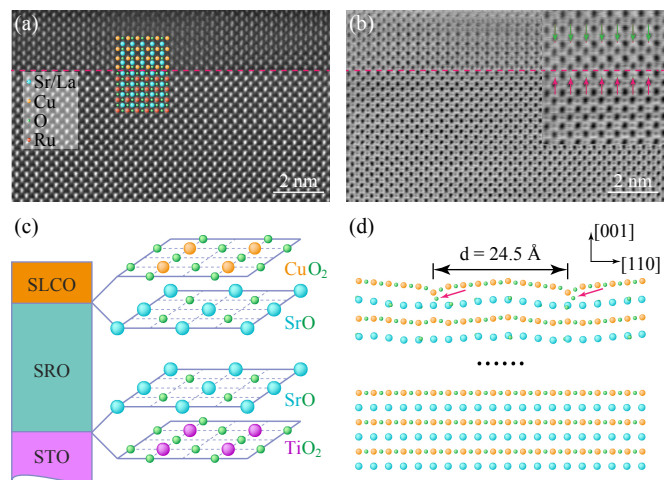 (a)
Sr/La
Cu
O
Ru
2 nm
(b)
2 nm
(c)
SLCO
SRO
STO
CuO₂
SrO
SrO
TiO₂
(d)
[001]
[110]
d = 24.5 Å
······